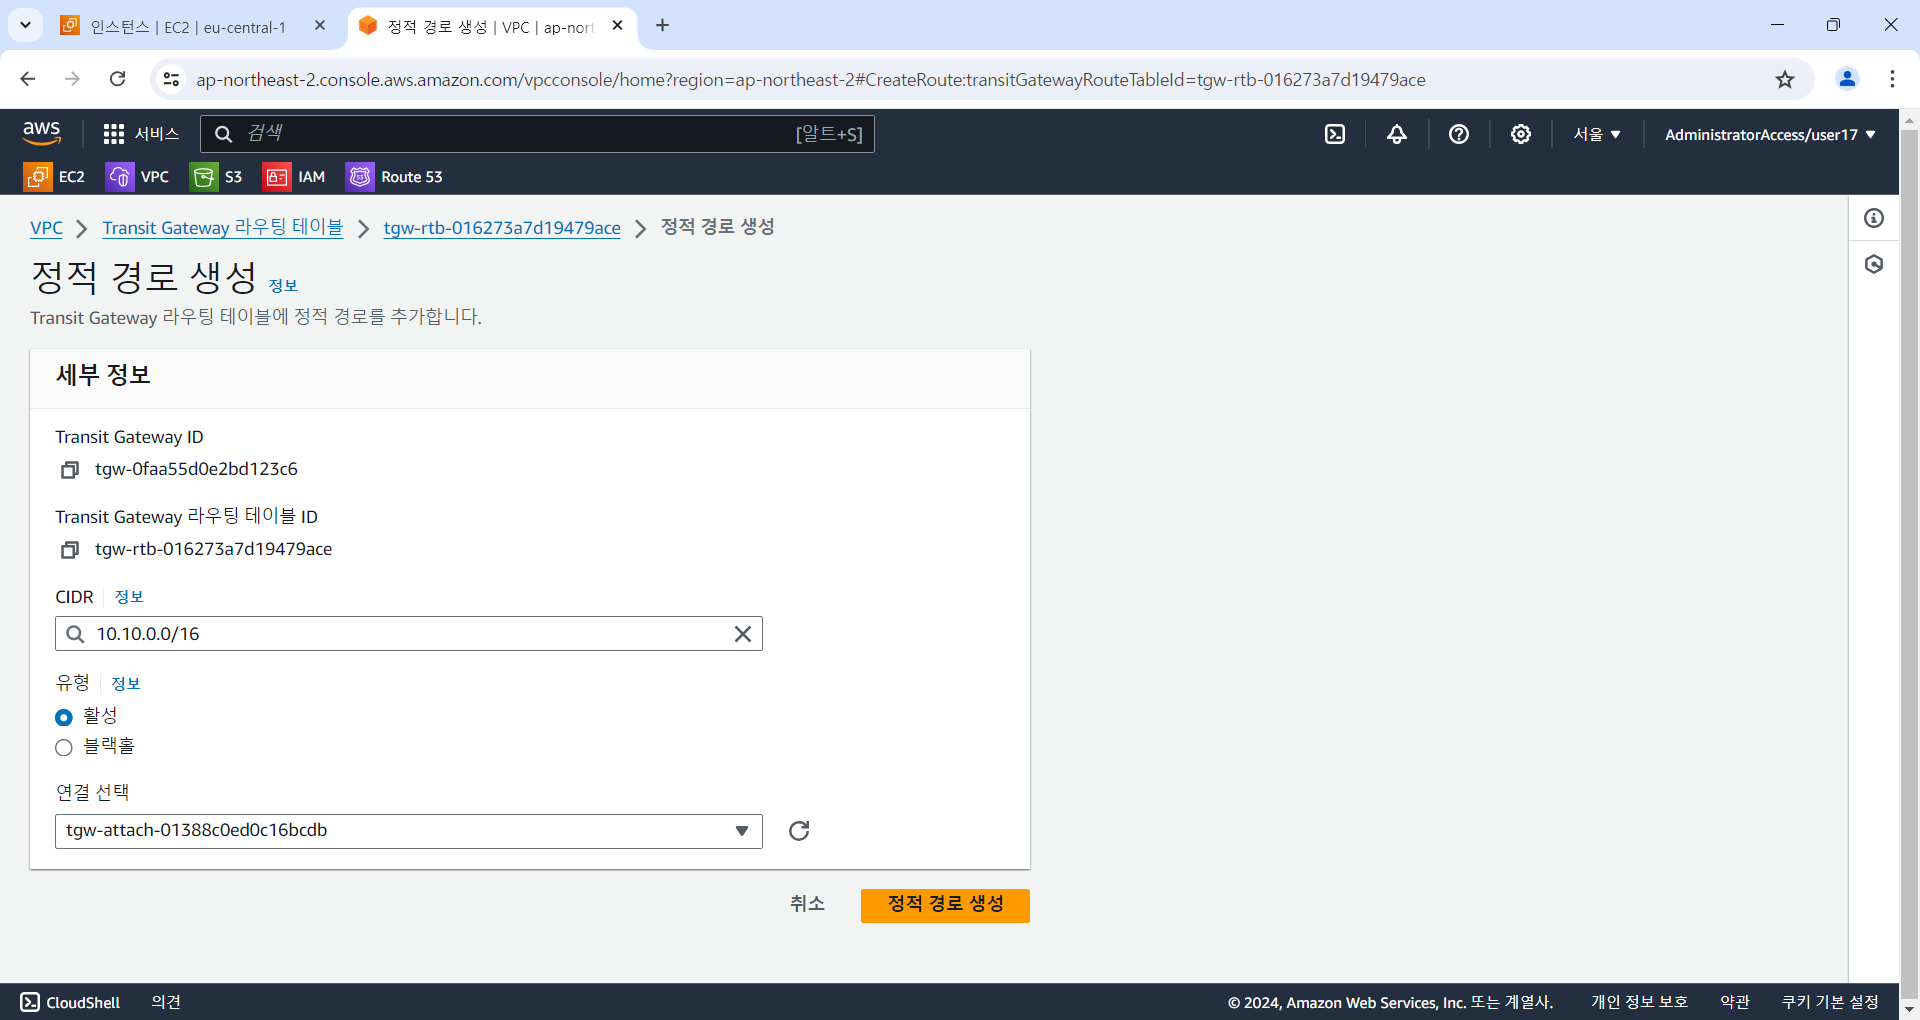 인스턴스 | EC2 | eu-central-1
정적 경로 생성 | VPC | ap-nort
ap-northeast-2.console.aws.amazon.com/vpcconsole/home?region=ap-northeast-2#CreateRoute:transitGatewayRouteTableId=tgw-rtb-016273a7d19479ace
aws
서비스
검색
[알트+S]
서울
AdministratorAccess/user17
EC2
VPC
S3
IAM
Route 53
VPC
Transit Gateway 라우팅 테이블
tgw-rtb-016273a7d19479ace
정적 경로 생성
정적 경로 생성 정보
Transit Gateway 라우팅 테이블에 정적 경로를 추가합니다.
세부 정보
Transit Gateway ID
tgw-0faa55d0e2bd123c6
Transit Gateway 라우팅 테이블 ID
tgw-rtb-016273a7d19479ace
CIDR 정보
10.10.0.0/16
유형 정보
활성
블랙홀
연결 선택
tgw-attach-01388c0ed0c16bcdb
취소
정적 경로 생성
CloudShell
의견
© 2024, Amazon Web Services, Inc. 또는 계열사.
개인 정보 보호
약관
쿠키 기본 설정